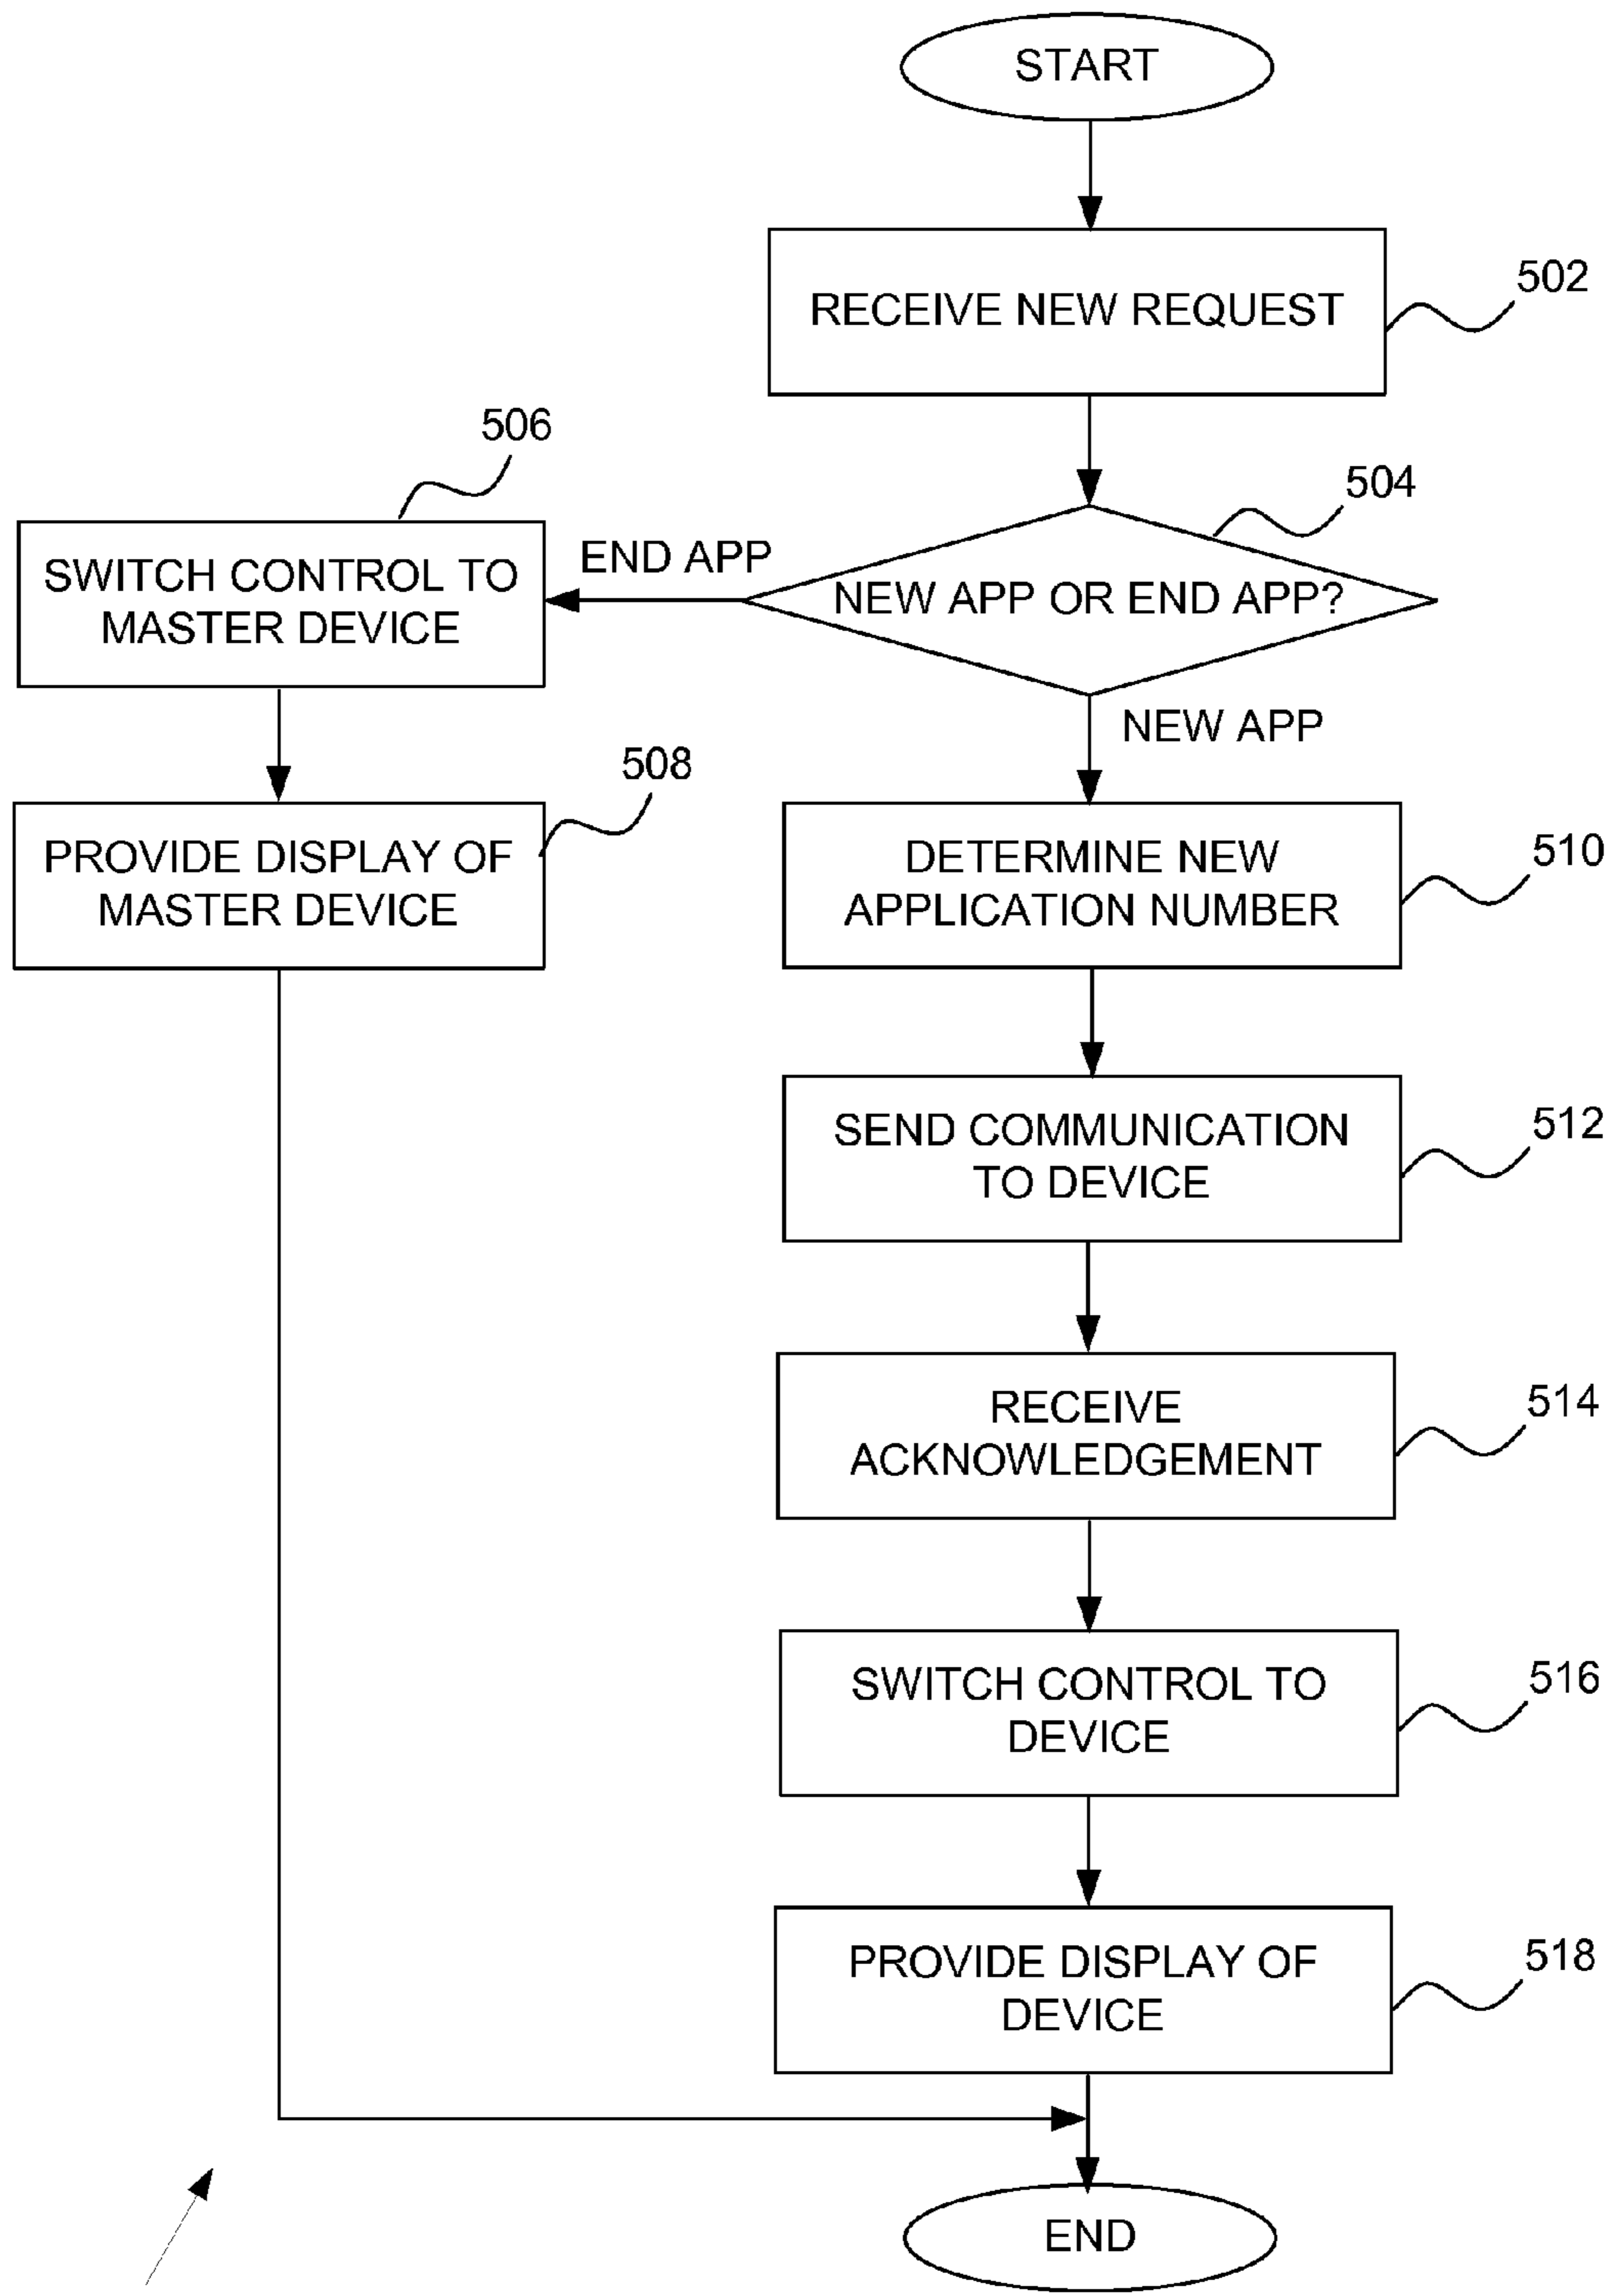 START
RECEIVE NEW REQUEST
502
506
504
SWITCH CONTROL TO
MASTER DEVICE
END APP
NEW APP OR END APP?
NEW APP
508
PROVIDE DISPLAY OF
MASTER DEVICE
DETERMINE NEW
APPLICATION NUMBER
510
SEND COMMUNICATION
TO DEVICE
512
RECEIVE
ACKNOWLEDGEMENT
514
SWITCH CONTROL TO
DEVICE
516
PROVIDE DISPLAY OF
DEVICE
518
END